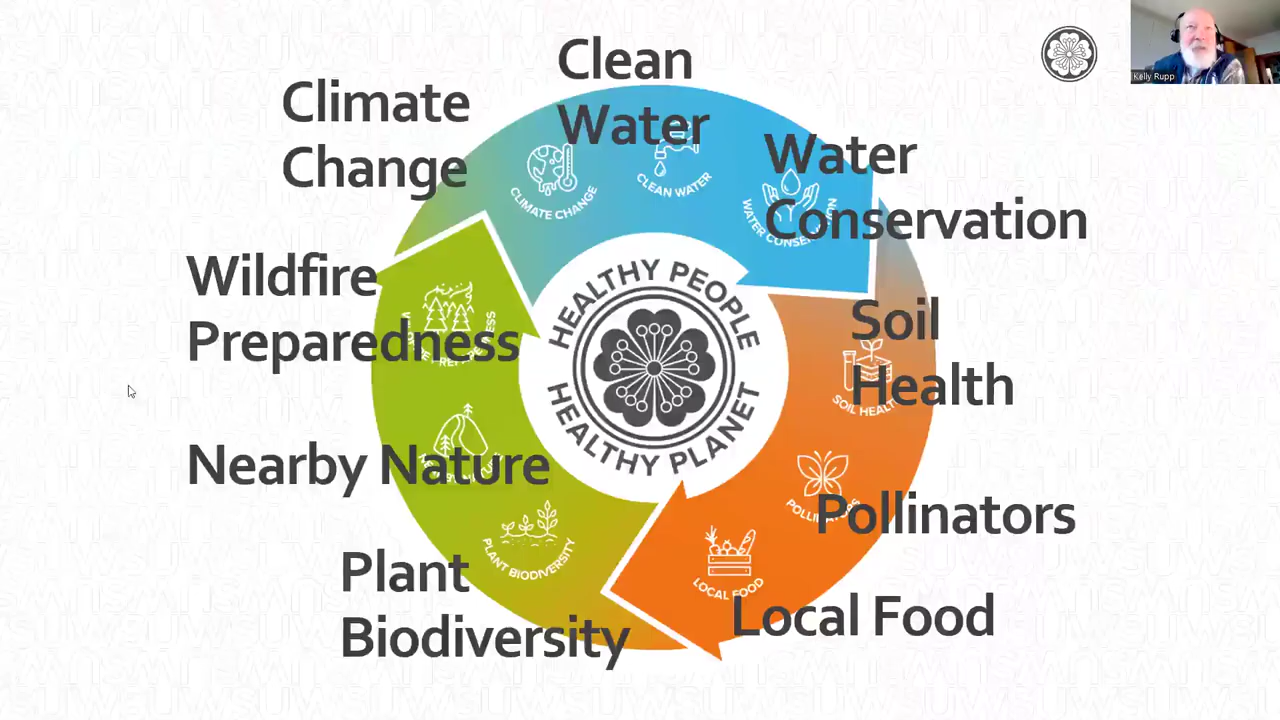 Clean
Water
Climate
Change
Water
Conservation
Kelly Rupp
CLIMATE CHANGE
CLEAN WATER
Wildfire
Preparedness
HEALTHY PEOPLE
HEALTHY PLANET
Soil
Health
SOIL HEALTH
Nearby Nature
Pollinators
POLLINATORS
PLANT BIODIVERSITY
LOCAL FOOD
Plant
Biodiversity
Local Food